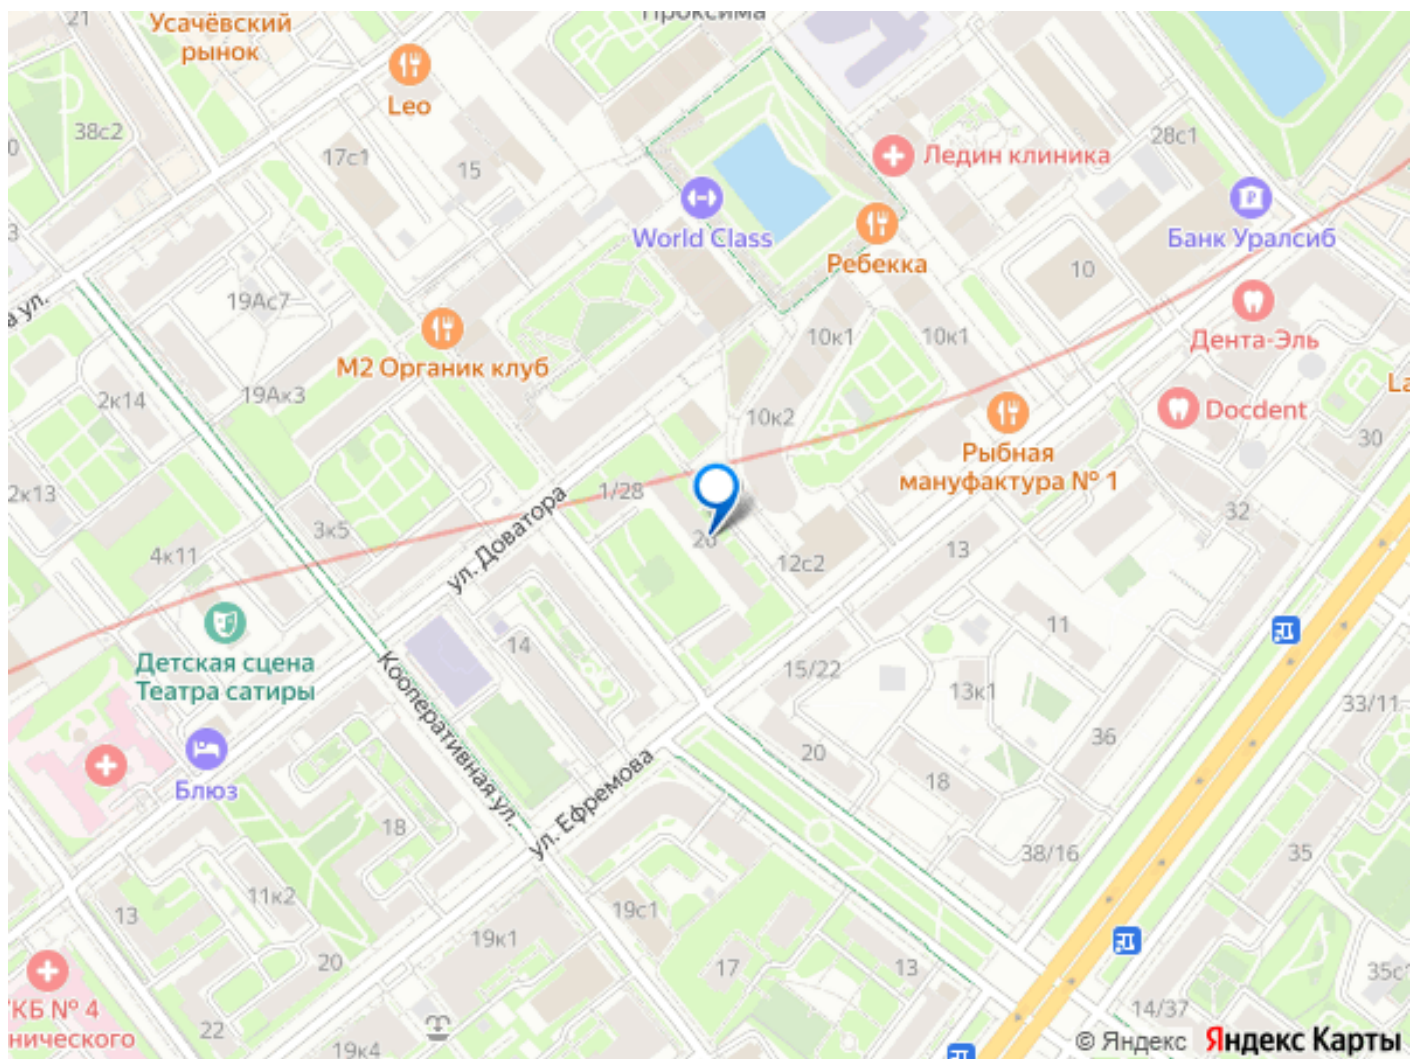 21
Усачёвский
рынок
Проксима
Leo
38с2
17с1
15
28с1
Ледин клиника
World Class
Ребекка
Банк Уралсиб
10
19Ас7
М2 Органик клуб
10к1
10к1
Дента-Эль
2к14
19Ак3
10к2
Docdent
Рыбная
мануфактура № 1
30
2к13
3к5
1/28
ул. Доватора
32
4к11
12с2
13
Детская сцена
Театра сатиры
14
11
15/22
13к1
33/11
Кооперативная ул.
36
Блюз
20
18
ул. Ефремова
18
38/16
35
11к2
13
19с1
19к1
20
17
13
КБ № 4
22
19к4
14/37
© Яндекс
Яндекс Карты